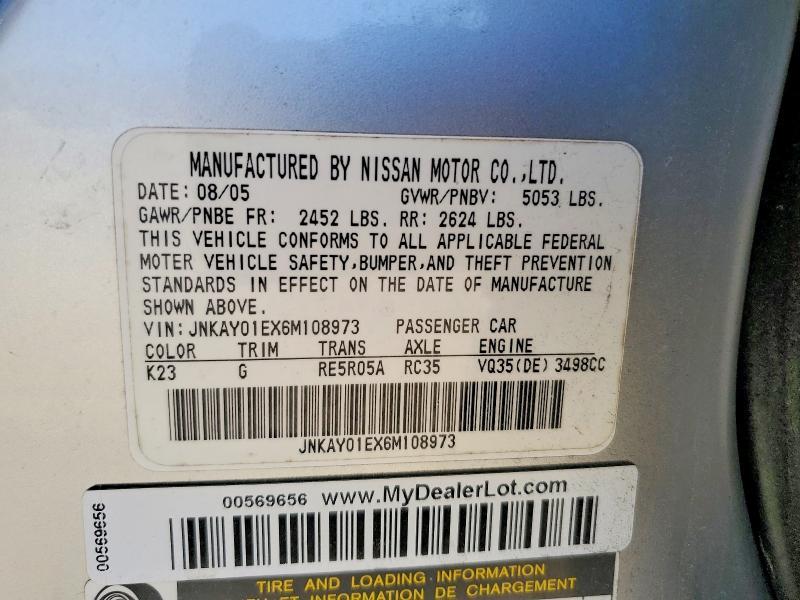 MANUFACTURED BY NISSAN MOTOR CO.,LTD.
DATE: 08/05 GVWR/PNBV: 5053 LBS.
GAWR/PNBE FR: 2452 LBS. RR: 2624 LBS.
THIS VEHICLE CONFORMS TO ALL APPLICABLE FEDERAL
MOTER VEHICLE SAFETY,BUMPER,AND THEFT PREVENTION
STANDARDS IN EFFECT ON THE DATE OF MANUFACTURE
SHOWN ABOVE.
VIN:JNKAY01EX6M108973 PASSENGER CAR
COLOR TRIM TRANS AXLE ENGINE
K23 G RE5R05A RC35 VQ35(DE) 3498CC
JNKAY01EX6M108973
00569656 www.MyDealerLot.com
00569656
TIRE AND LOADING INFORMATION
ET INFORMATION DE CHARGEMENT